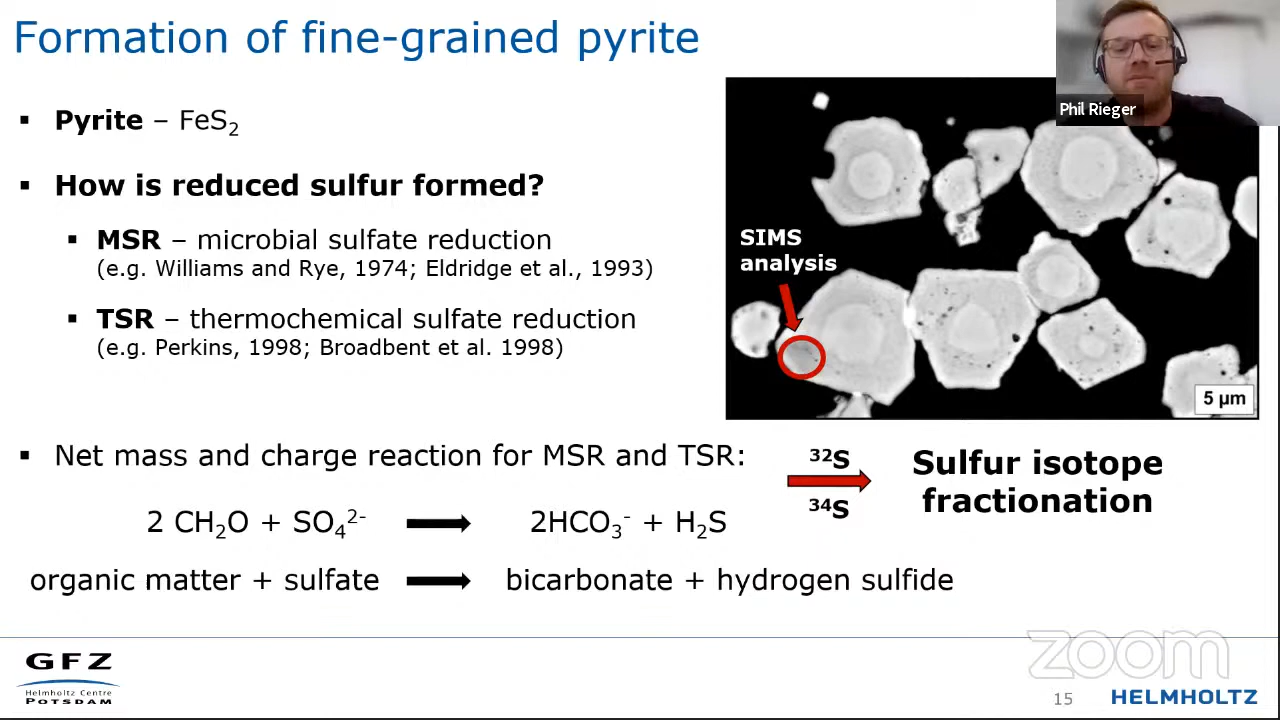 Formation of fine-grained pyrite
Phil Rieger
▪ Pyrite – FeS₂
▪ How is reduced sulfur formed?
▪ MSR – microbial sulfate reduction
(e.g. Williams and Rye, 1974; Eldridge et al., 1993)
▪ TSR – thermochemical sulfate reduction
(e.g. Perkins, 1998; Broadbent et al. 1998)
SIMS
analysis
5 µm
▪ Net mass and charge reaction for MSR and TSR:
2 CH₂O + SO₄²⁻ ➔ 2HCO₃⁻ + H₂S
organic matter + sulfate ➔ bicarbonate + hydrogen sulfide
³²S
³⁴S
Sulfur isotope
fractionation
GFZ
Helmholtz Centre
POTSDAM
zoom
15
HELMHOLTZ